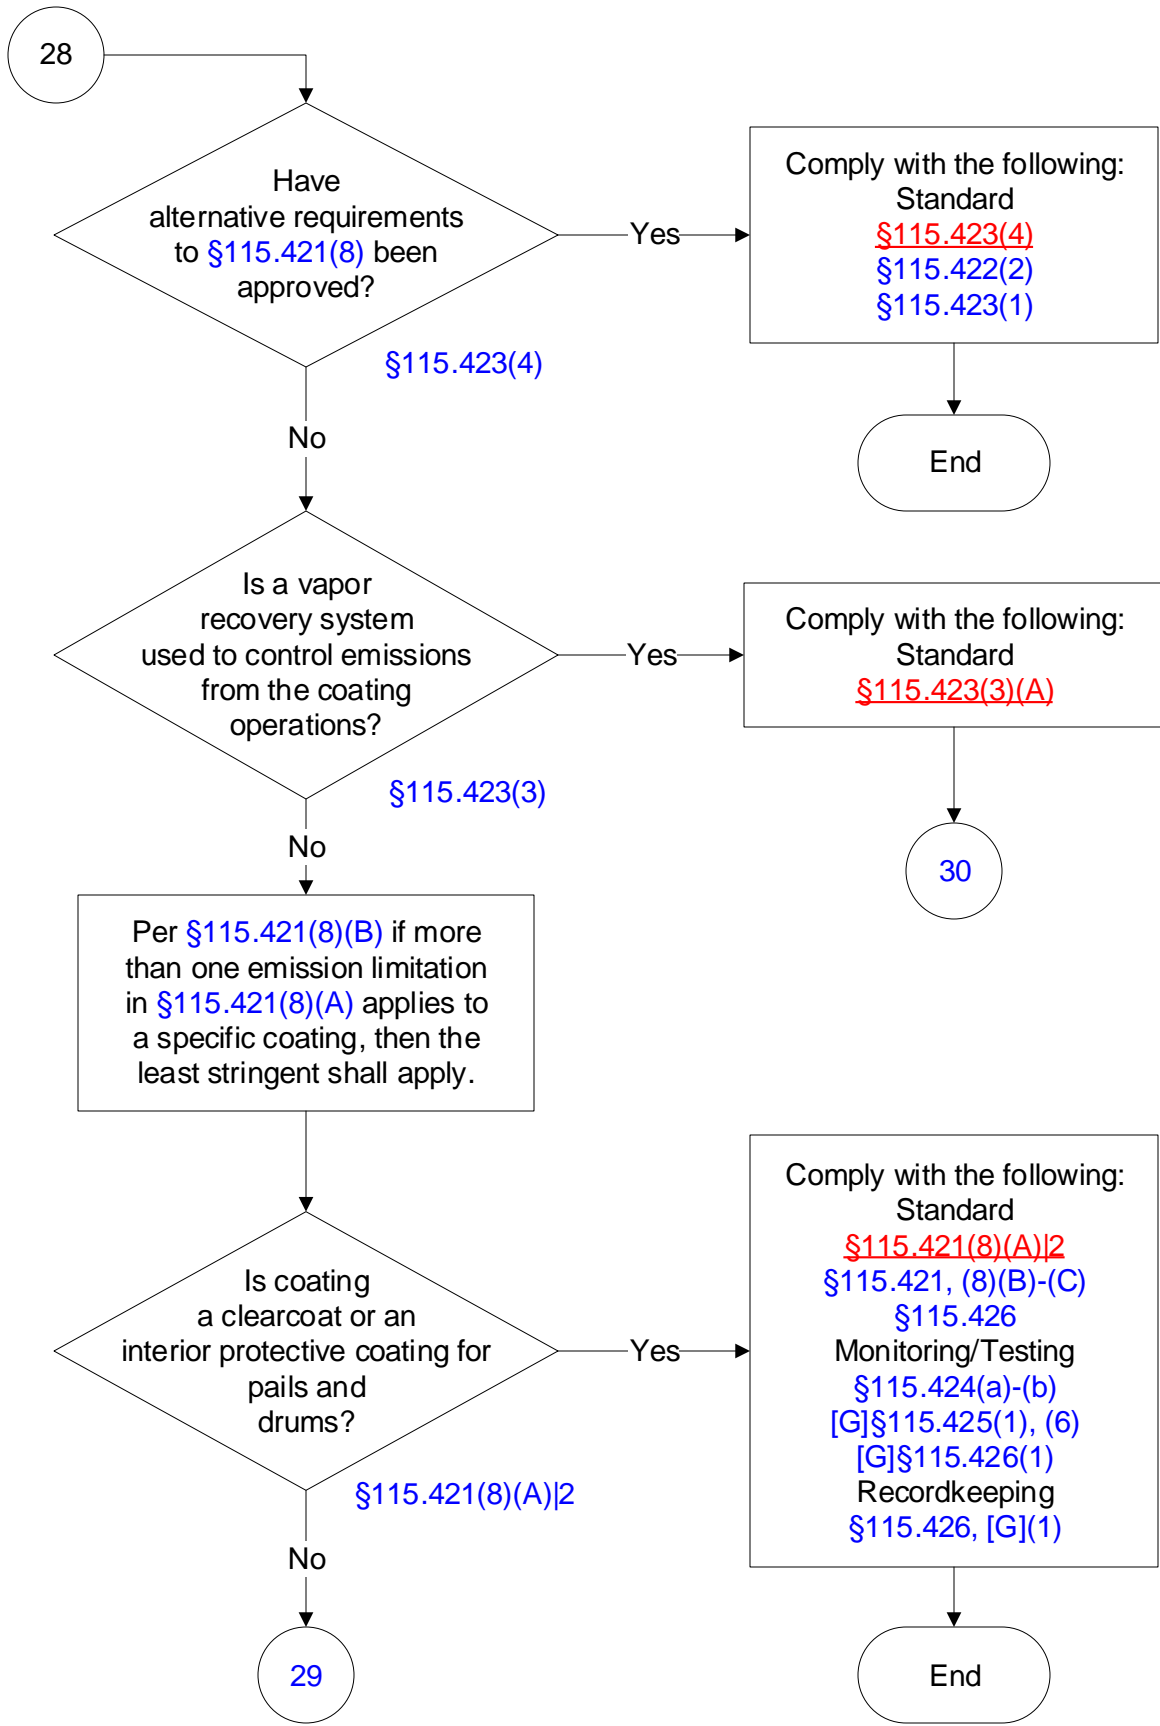 28
Have
alternative requirements
to §115.421(8) been
approved?
§115.423(4)
Yes
Comply with the following:
Standard
§115.423(4)
§115.422(2)
§115.423(1)
End
No
Is a vapor
recovery system
used to control emissions
from the coating
operations?
§115.423(3)
Yes
Comply with the following:
Standard
§115.423(3)(A)
30
No
Per §115.421(8)(B) if more
than one emission limitation
in §115.421(8)(A) applies to
a specific coating, then the
least stringent shall apply.
Is coating
a clearcoat or an
interior protective coating for
pails and
drums?
§115.421(8)(A)|2
Yes
Comply with the following:
Standard
§115.421(8)(A)|2
§115.421, (8)(B)-(C)
§115.426
Monitoring/Testing
§115.424(a)-(b)
[G]§115.425(1), (6)
[G]§115.426(1)
Recordkeeping
§115.426, [G](1)
End
No
29